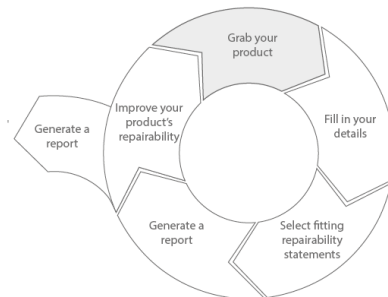 Grab your
product
Fill in your
details
Select fitting
repairability
statements
Generate a
report
Improve your
product's
repairability
Generate a
report